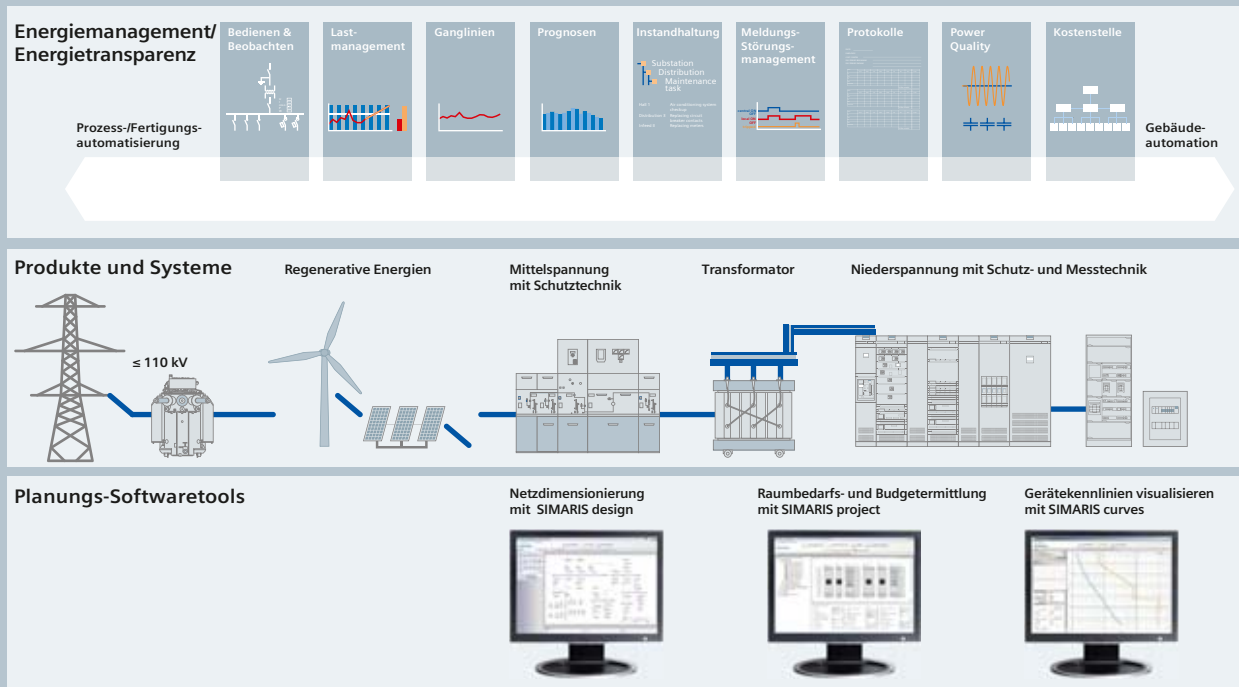 Energiemanagement/
Energietransparenz
Prozess-/Fertigungs-
automatisierung
Bedienen &
Beobachten
Last-
management
Ganglinien
Prognosen
Instandhaltung
Substation
Distribution
Maintenance
task
Meldungs-
Störungs-
management
Protokolle
Power
Quality
Kostenstelle
Gebäude-
automation
Produkte und Systeme
Regenerative Energien
Mittelspannung
mit Schutztechnik
Transformator
Niederspannung mit Schutz- und Messtechnik
≤ 110 kV
Planungs-Softwaretools
Netzdimensionierung
mit SIMARIS design
Raumbedarfs- und Budgetermittlung
mit SIMARIS project
Gerätekennlinien visualisieren
mit SIMARIS curves